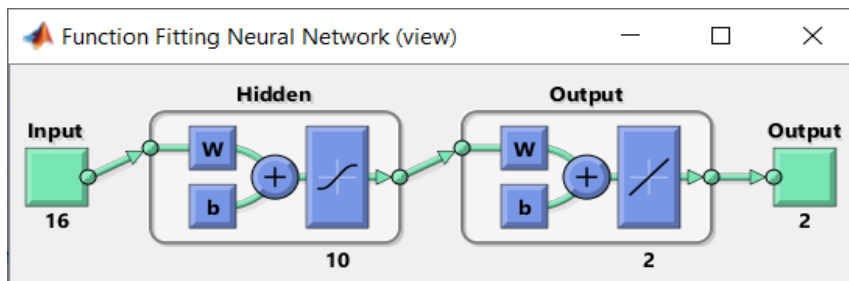 Function Fitting Neural Network (view)
Hidden
Output
Input
Output
W
W
+
+
b
b
16
2
10
2